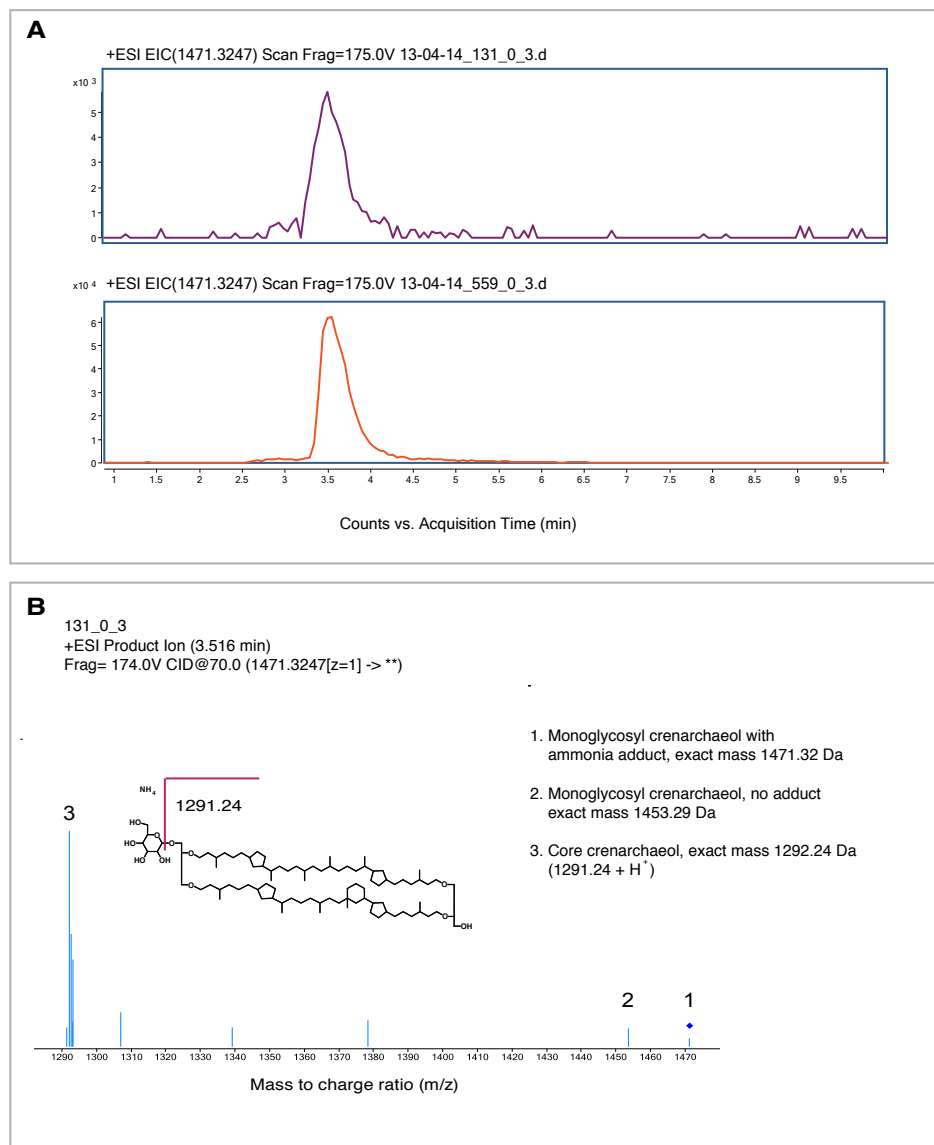 A
+ESI EIC(1471.3247) Scan Frag=175.0V 13-04-14_131_0_3.d
x10 3
5
4
3
2
1
0
+ESI EIC(1471.3247) Scan Frag=175.0V 13-04-14_559_0_3.d
x10 4
6
5
4
3
2
1
0
1 1.5 2 2.5 3 3.5 4 4.5 5 5.5 6 6.5 7 7.5 8 8.5 9 9.5
Counts vs. Acquisition Time (min)
B
131_0_3
+ESI Product Ion (3.516 min)
Frag= 174.0V CID@70.0 (1471.3247[z=1] -> **)
1. Monoglycosyl crenarchaeol with
ammonia adduct, exact mass 1471.32 Da
2. Monoglycosyl crenarchaeol, no adduct
exact mass 1453.29 Da
3. Core crenarchaeol, exact mass 1292.24 Da
(1291.24 + H+)
NH4
1291.24
3
HO
O
HO
O
O
HO
OH
O
O
O
OH
2
1
1290 1300 1310 1320 1330 1340 1350 1360 1370 1380 1390 1400 1410 1420 1430 1440 1450 1460 1470
Mass to charge ratio (m/z)